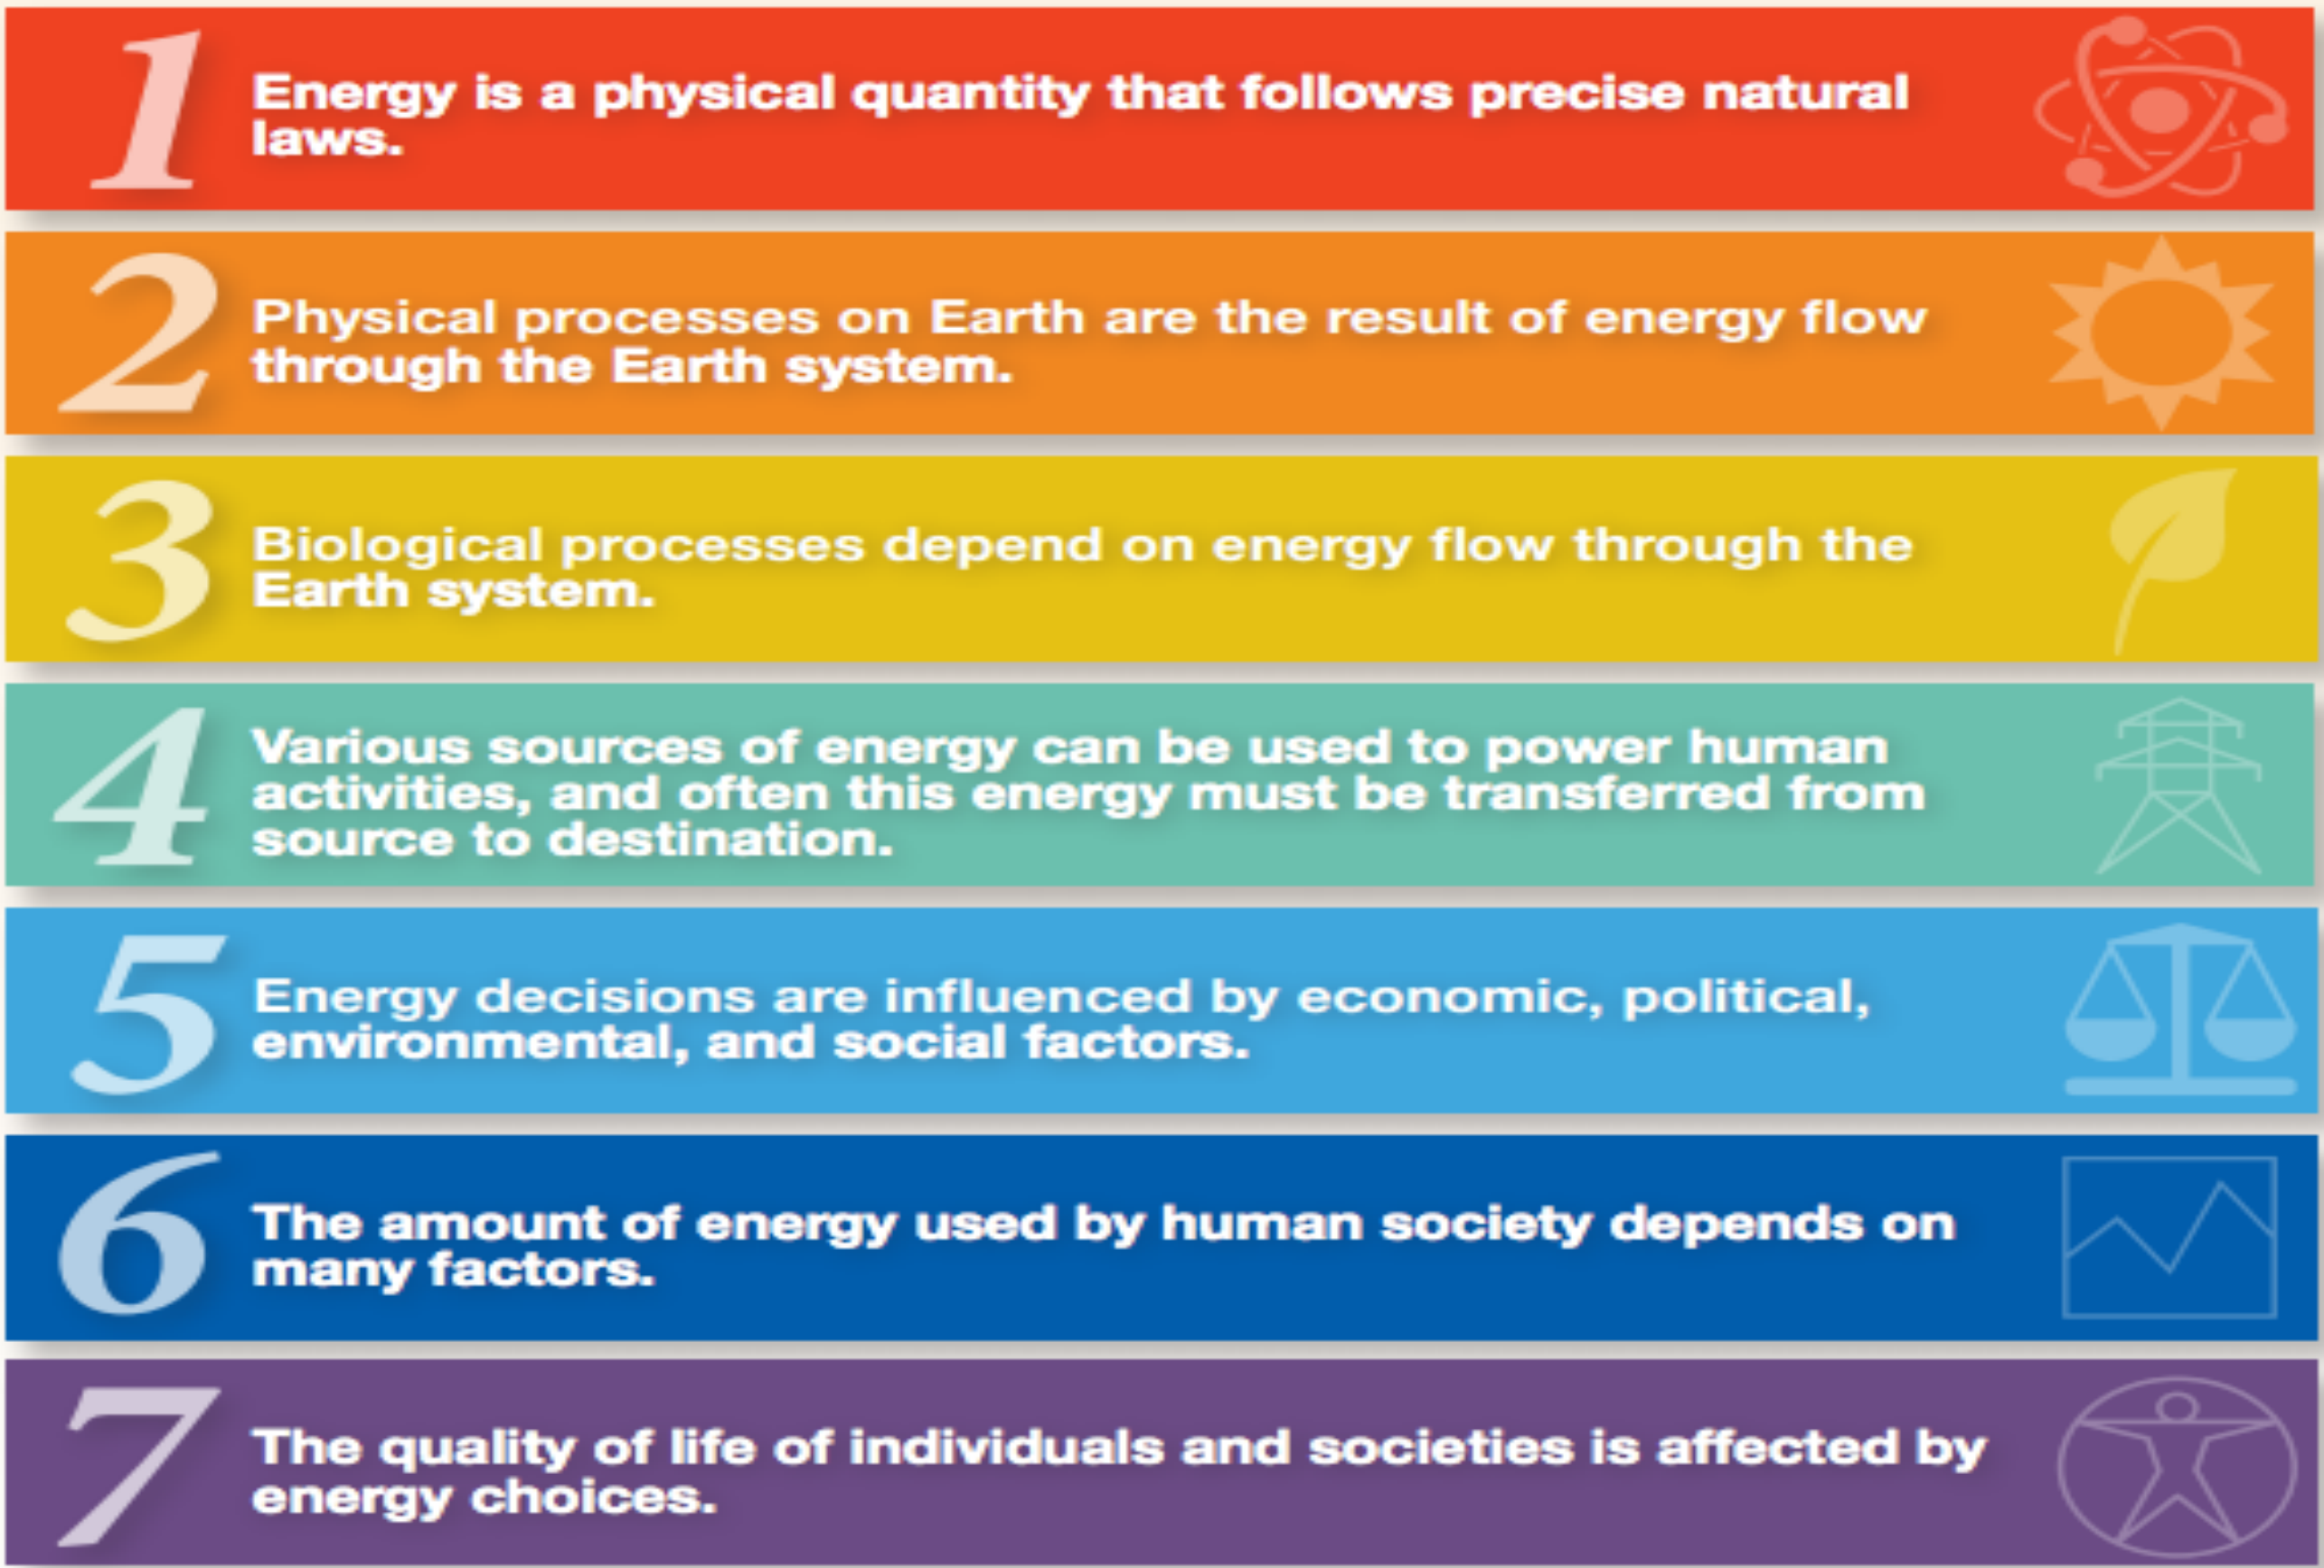 1
Energy is a physical quantity that follows precise natural
laws.
2
Physical processes on Earth are the result of energy flow
through the Earth system.
3
Biological processes depend on energy flow through the
Earth system.
4
Various sources of energy can be used to power human
activities, and often this energy must be transferred from
source to destination.
5
Energy decisions are influenced by economic, political,
environmental, and social factors.
6
The amount of energy used by human society depends on
many factors.
7
The quality of life of individuals and societies is affected by
energy choices.